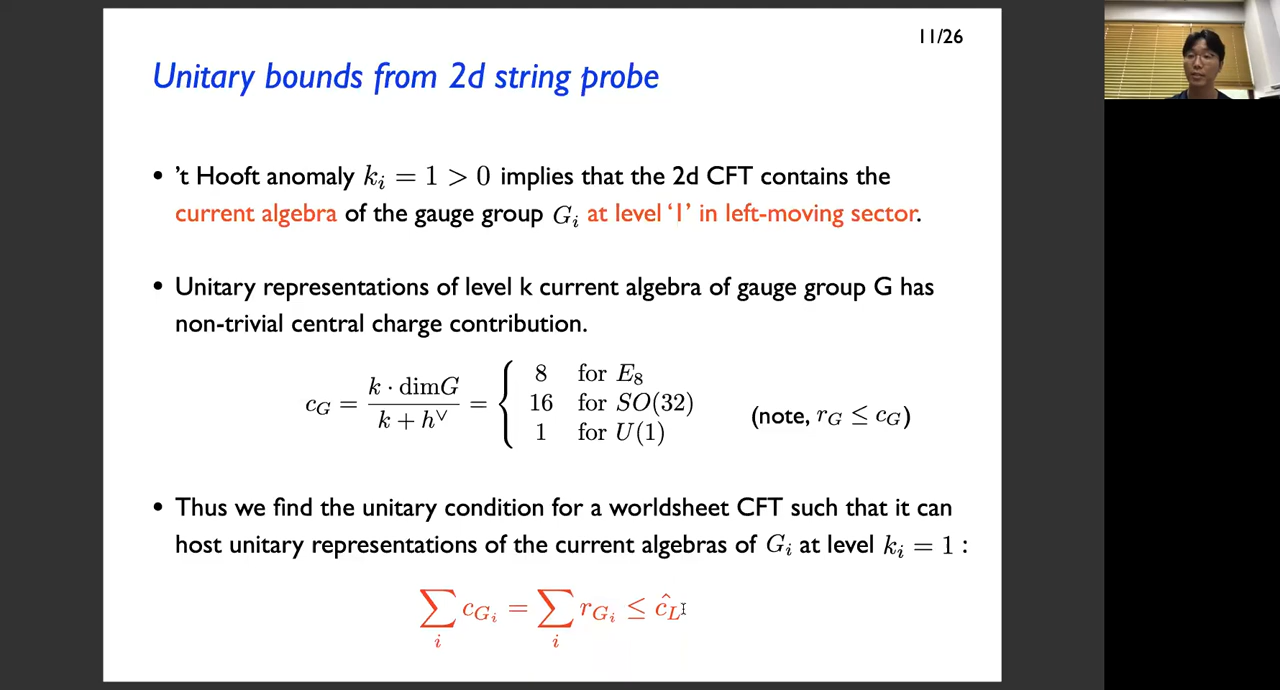 11/26
Unitary bounds from 2d string probe
• ’t Hooft anomaly k_i = 1 > 0 implies that the 2d CFT contains the
current algebra of the gauge group G_i at level ‘1’ in left-moving sector.
• Unitary representations of level k current algebra of gauge group G has
non-trivial central charge contribution.
c_G = \frac{k · dimG}{k + h^∨} = { 8 for E_8
16 for SO(32)
1 for U(1)
(note, r_G ≤ c_G)
• Thus we find the unitary condition for a worldsheet CFT such that it can
host unitary representations of the current algebras of G_i at level k_i = 1 :
∑_i c_{G_i} = ∑_i r_{G_i} ≤ \hat{c}_L